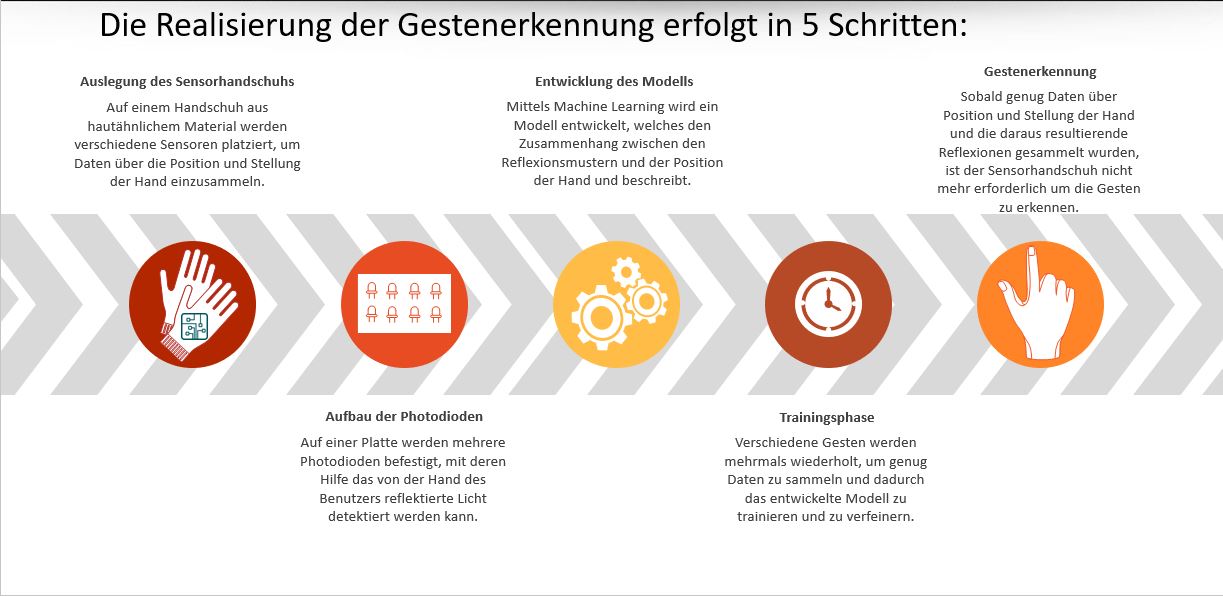 Die Realisierung der Gestenerkennung erfolgt in 5 Schritten:
Auslegung des Sensorhandschuhs
Auf einem Handschuh aus
hautähnlichem Material werden
verschiedene Sensoren platziert, um
Daten über die Position und Stellung
der Hand einzusammeln.
Aufbau der Photodioden
Auf einer Platte werden mehrere
Photodioden befestigt, mit deren
Hilfe das von der Hand des
Benutzers reflektierte Licht
detektiert werden kann.
Entwicklung des Modells
Mittels Machine Learning wird ein
Modell entwickelt, welches den
Zusammenhang zwischen den
Reflexionsmustern und der Position
der Hand und beschreibt.
Trainingsphase
Verschiedene Gesten werden
mehrmals wiederholt, um genug
Daten zu sammeln und dadurch
das entwickelte Modell zu
trainieren und zu verfeinern.
Gestenerkennung
Sobald genug Daten über
Position und Stellung der Hand
und die daraus resultierende
Reflexionen gesammelt wurden,
ist der Sensorhandschuh nicht
mehr erforderlich um die Gesten
zu erkennen.